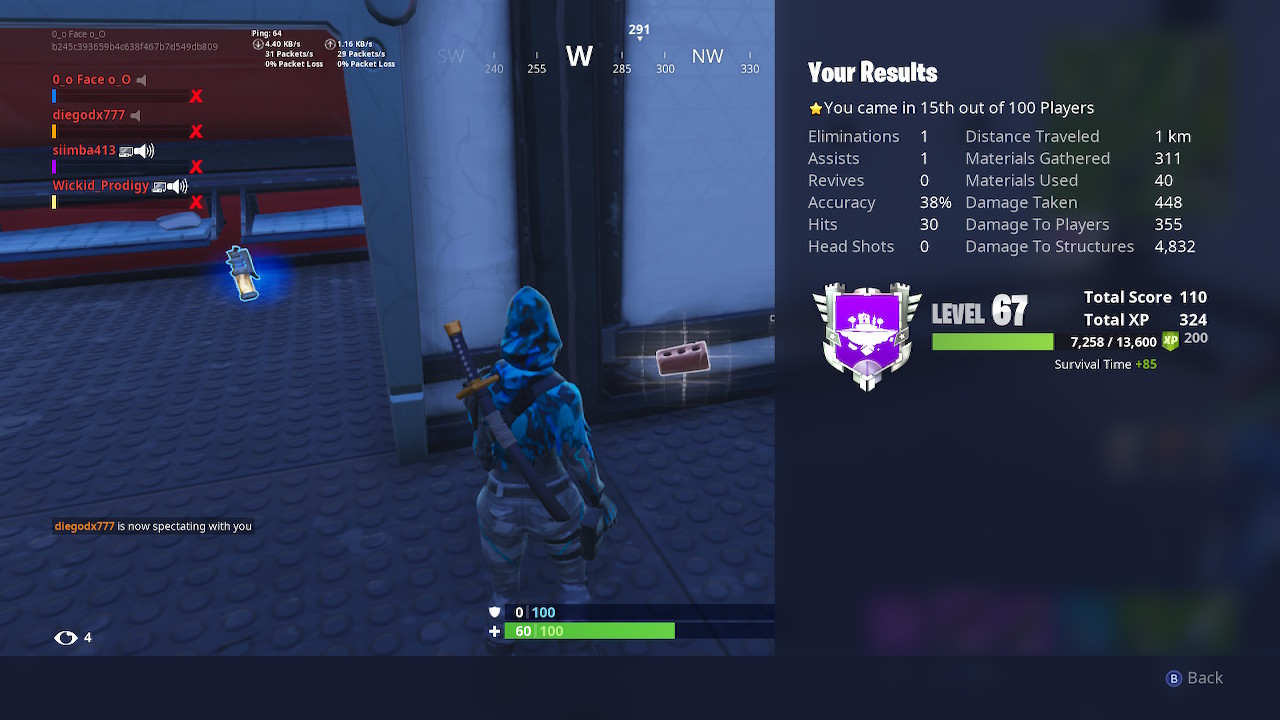 0_o Face o_O
b245c393659b4c638f467b7d549db809
Ping: 64
4.40 KB/s 1.16 KB/s
31 Packets/s 29 Packets/s
0% Packet Loss 0% Packet Loss
0_o Face o_O
X
diegodx777
X
siimba413
X
Wickid_Prodigy
X
291
SW W NW
240 255 285 300 330
diegodx777 is now spectating with you
4
0 | 100
60 | 100
Your Results
You came in 15th out of 100 Players
Eliminations 1 Distance Traveled 1 km
Assists 1 Materials Gathered 311
Revives 0 Materials Used 40
Accuracy 38% Damage Taken 448
Hits 30 Damage To Players 355
Head Shots 0 Damage To Structures 4,832
LEVEL 67
Total Score 110
Total XP 324
7,258 / 13,600 XP 200
Survival Time +85
B Back